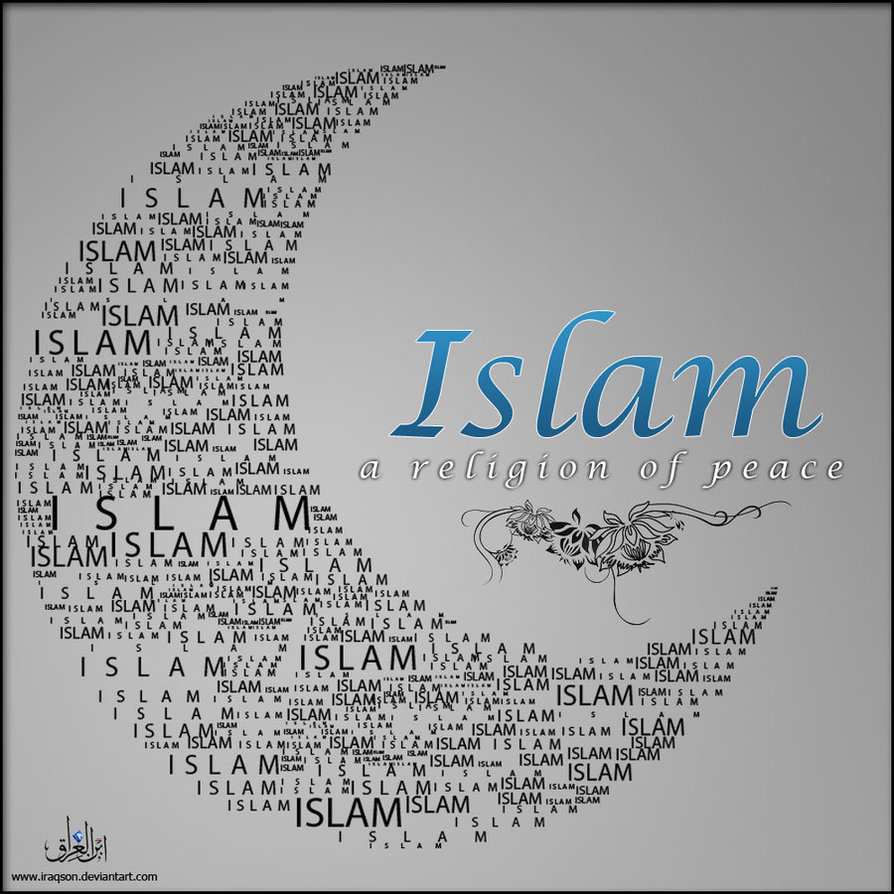 Islam
a religion of peace
ISLAM
ابن العراق
www.iraqson.deviantart.com